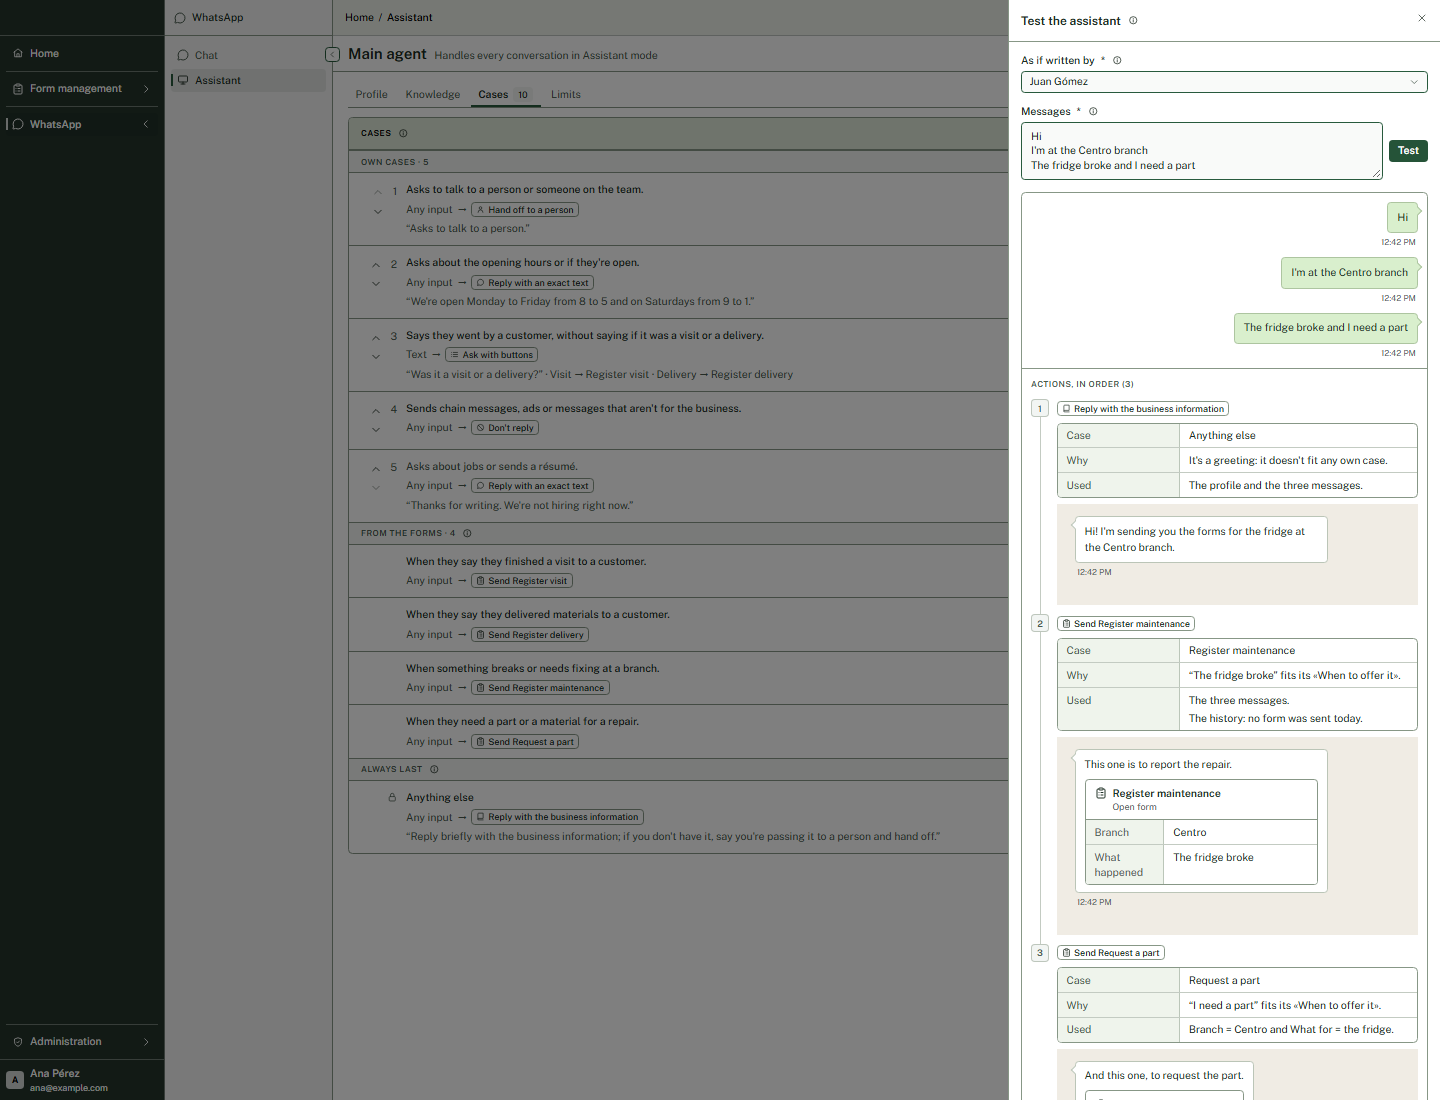 Home
Form management
WhatsApp
Administration
A
Ana Pérez
ana@example.com
WhatsApp
Chat
Assistant
Home / Assistant
Main agent Handles every conversation in Assistant mode
Profile Knowledge Cases 10 Limits
CASES
OWN CASES · 5
1 Asks to talk to a person or someone on the team.
Any input → Hand off to a person
“Asks to talk to a person.”
2 Asks about the opening hours or if they're open.
Any input → Reply with an exact text
“We're open Monday to Friday from 8 to 5 and on Saturdays from 9 to 1.”
3 Says they went by a customer, without saying if it was a visit or a delivery.
Text → Ask with buttons
“Was it a visit or a delivery?” · Visit → Register visit · Delivery → Register delivery
4 Sends chain messages, ads or messages that aren't for the business.
Any input → Don't reply
5 Asks about jobs or sends a résumé.
Any input → Reply with an exact text
“Thanks for writing. We're not hiring right now.”
FROM THE FORMS · 4
When they say they finished a visit to a customer.
Any input → Send Register visit
When they say they delivered materials to a customer.
Any input → Send Register delivery
When something breaks or needs fixing at a branch.
Any input → Send Register maintenance
When they need a part or a material for a repair.
Any input → Send Request a part
ALWAYS LAST
Anything else
Any input → Reply with the business information
“Reply briefly with the business information; if you don't have it, say you're passing it to a person and hand off.”
Test the assistant
As if written by *
Juan Gómez
Messages *
Hi
I'm at the Centro branch
The fridge broke and I need a part
Test
Hi
12:42 PM
I'm at the Centro branch
12:42 PM
The fridge broke and I need a part
12:42 PM
ACTIONS, IN ORDER (3)
1 Reply with the business information
Case Anything else
Why It's a greeting: it doesn't fit any own case.
Used The profile and the three messages.
Hi! I'm sending you the forms for the fridge at
the Centro branch.
12:42 PM
2 Send Register maintenance
Case Register maintenance
Why “The fridge broke” fits its «When to offer it».
Used The three messages.
The history: no form was sent today.
This one is to report the repair.
Register maintenance
Open form
Branch Centro
What happened The fridge broke
12:42 PM
3 Send Request a part
Case Request a part
Why “I need a part” fits its «When to offer it».
Used Branch = Centro and What for = the fridge.
And this one, to request the part.